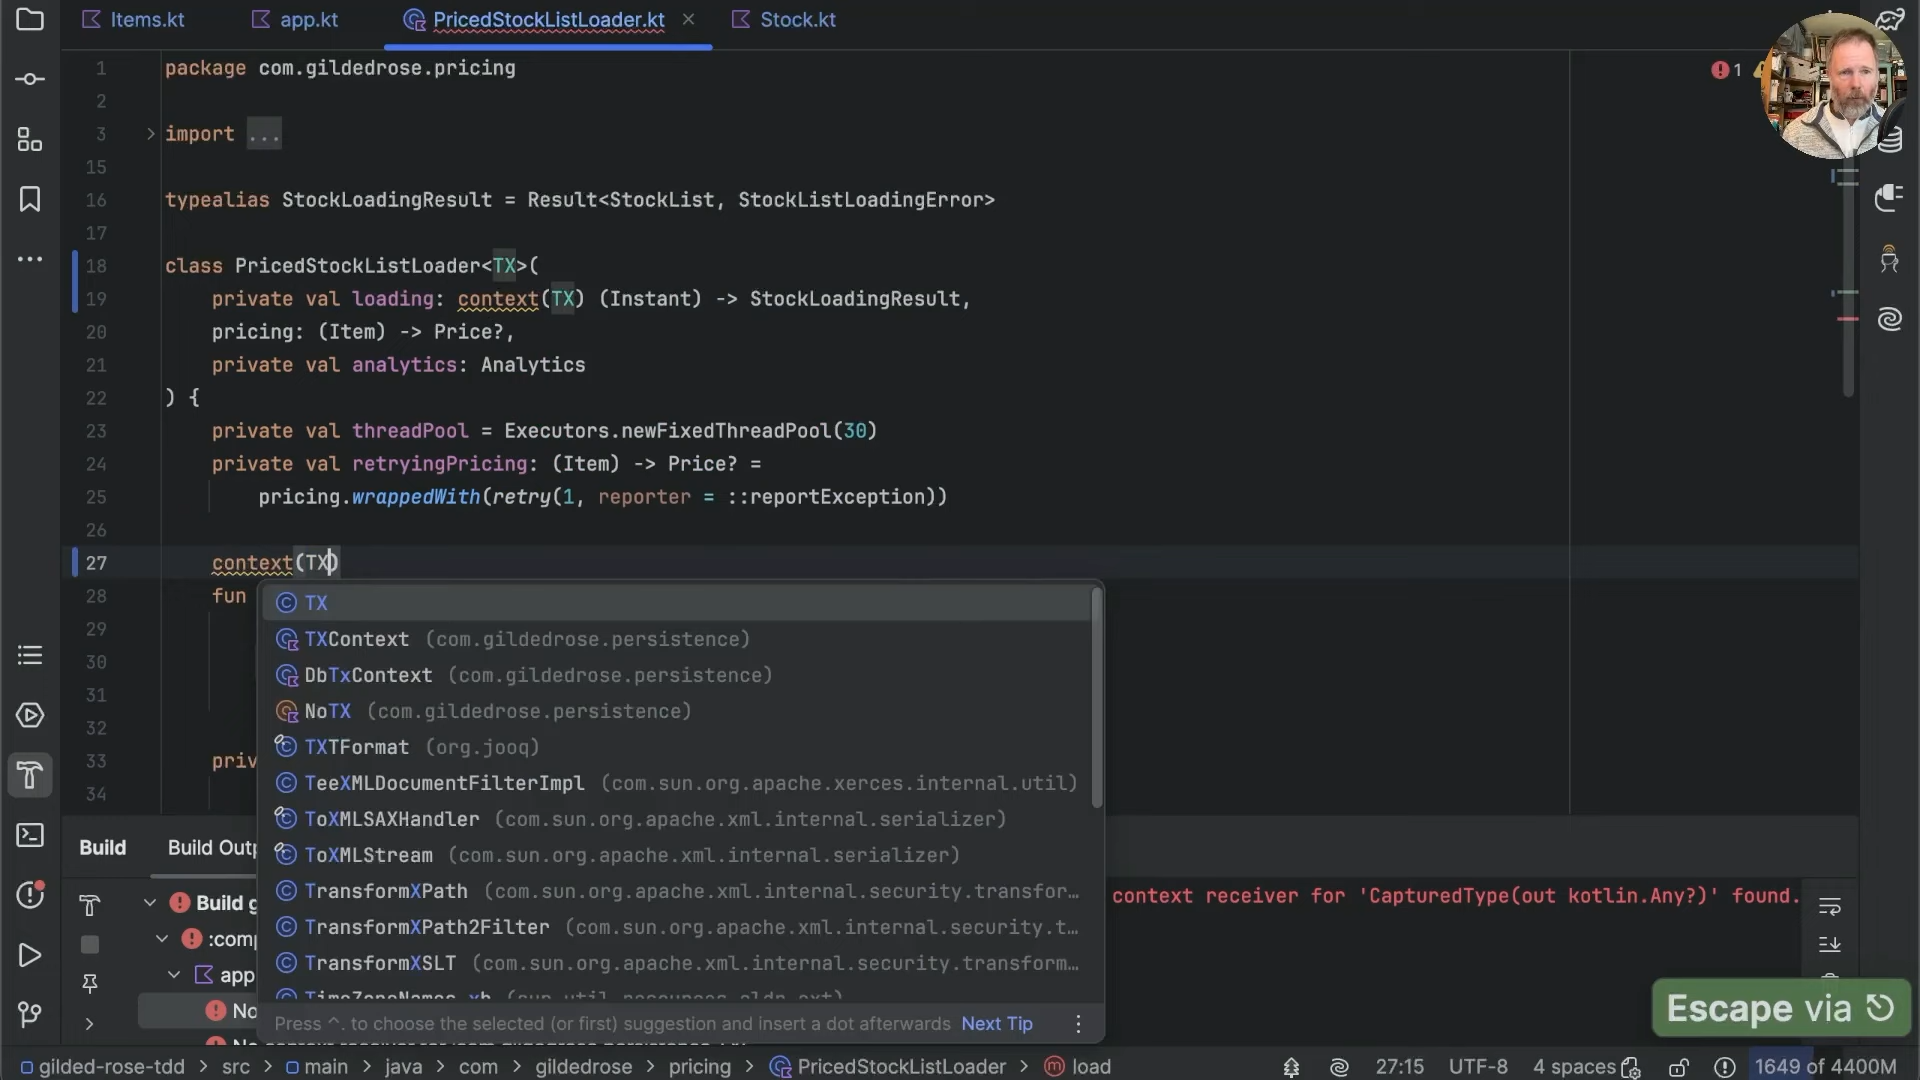 Items.kt
app.kt
PricedStockListLoader.kt
Stock.kt
1 package com.gildedrose.pricing
1
2
3 import ...
15
16 typealias StockLoadingResult = Result<StockList, StockListLoadingError>
17
18 class PricedStockListLoader<TX>(
19 private val loading: context(TX) (Instant) -> StockLoadingResult,
20 pricing: (Item) -> Price?,
21 private val analytics: Analytics
22 ) {
23 private val threadPool = Executors.newFixedThreadPool(30)
24 private val retryingPricing: (Item) -> Price? =
25 pricing.wrappedWith(retry(1, reporter = ::reportException))
26
27 context(TX)
28 fun
TX
29
TXContext (com.gildedrose.persistence)
30
DbTxContext (com.gildedrose.persistence)
31
NoTX (com.gildedrose.persistence)
32
TXTFormat (org.jooq)
33 priv
TeeXMLDocumentFilterImpl (com.sun.org.apache.xerces.internal.util)
34
ToXMLSAXHandler (com.sun.org.apache.xml.internal.serializer)
Build
Build Outp
ToXMLStream (com.sun.org.apache.xml.internal.serializer)
TransformXPath (com.sun.org.apache.xml.internal.security.transfor...
context receiver for 'CapturedType(out kotlin.Any?)' found.
Build g
TransformXPath2Filter (com.sun.org.apache.xml.internal.security.t...
:comp
TransformXSLT (com.sun.org.apache.xml.internal.security.transform...
app
No
Press ^. to choose the selected (or first) suggestion and insert a dot afterwards Next Tip
Escape via
gilded-rose-tdd > src > main > java > com > gildedrose > pricing > PricedStockListLoader > load
27:15 UTF-8 4 spaces 1649 of 4400M